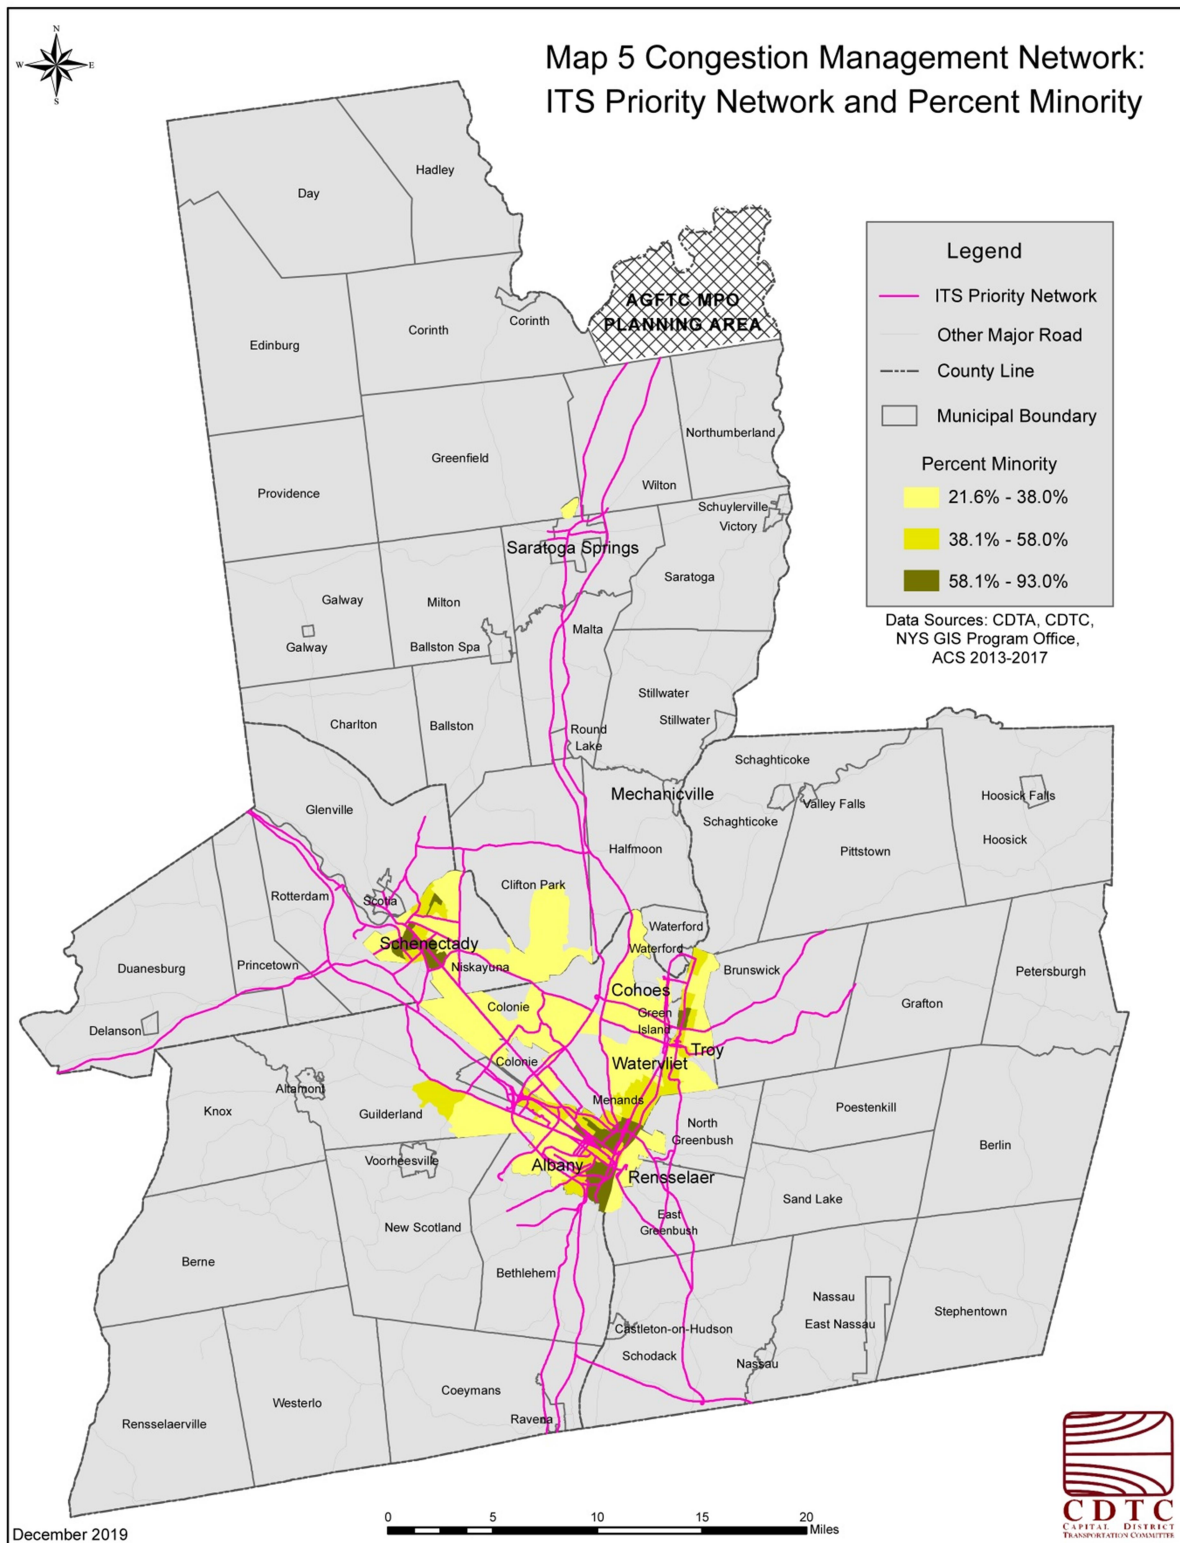 Map 5 Congestion Management Network:
ITS Priority Network and Percent Minority
N
W
E
S
Legend
ITS Priority Network
Other Major Road
County Line
Municipal Boundary
Percent Minority
21.6% - 38.0%
38.1% - 58.0%
58.1% - 93.0%
Data Sources: CDTA, CDTC,
NYS GIS Program Office,
ACS 2013-2017
Hadley
Day
AGFTC MPO
PLANNING AREA
Corinth
Corinth
Edinburg
Northumberland
Greenfield
Wilton
Providence
Schuylerville
Victory
Saratoga Springs
Saratoga
Galway
Milton
Malta
Galway
Ballston Spa
Stillwater
Stillwater
Charlton
Ballston
Round
Lake
Schaghticoke
Mechanicville
Hoosick Falls
Valley Falls
Glenville
Schaghticoke
Hoosick
Halfmoon
Pittstown
Clifton Park
Rotterdam
Scotia
Waterford
Schenectady
Waterford
Duanesburg
Princetown
Niskayuna
Brunswick
Petersburgh
Cohoes
Colonie
Grafton
Green
Island
Delanson
Troy
Colonie
Watervliet
Altamont
Menands
Knox
Guilderland
Poestenkill
North
Greenbush
Berlin
Voorheesville
Albany
Rensselaer
Sand Lake
New Scotland
East
Greenbush
Berne
Bethlehem
Nassau
Stephentown
East Nassau
Castleton-on-Hudson
Schodack
Nassau
Coeymans
Westerlo
Ravena
Rensselaerville
CDTC
CAPITAL DISTRICT
TRANSPORTATION COMMITTEE
0 5 10 15 20
Miles
December 2019